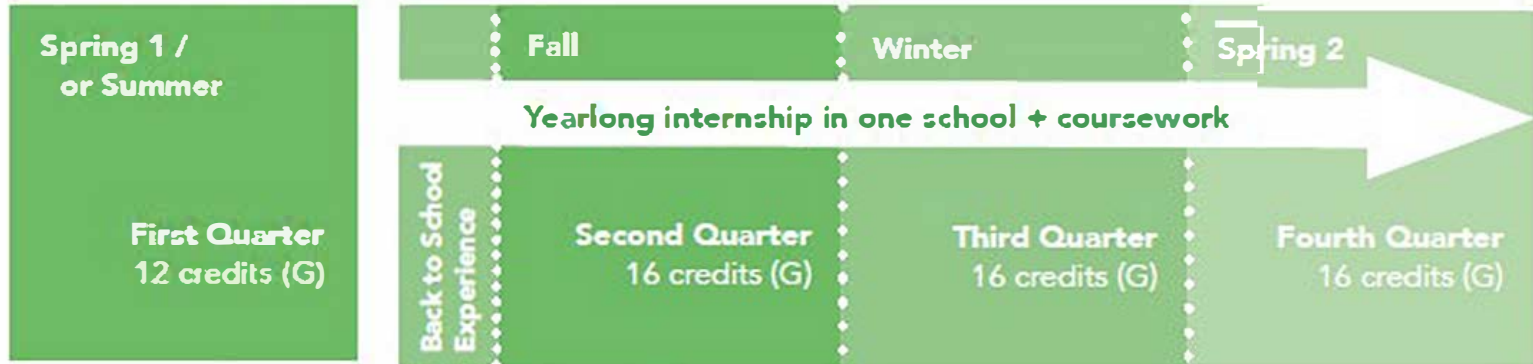 Spring 1 /
or Summer
First Quarter
12 credits (G)
Fall
Winter
Spring 2
Yearlong internship in one school + coursework
Back to School
Experience
Second Quarter
16 credits (G)
Third Quarter
16 credits (G)
Fourth Quarter
16 credits (G)